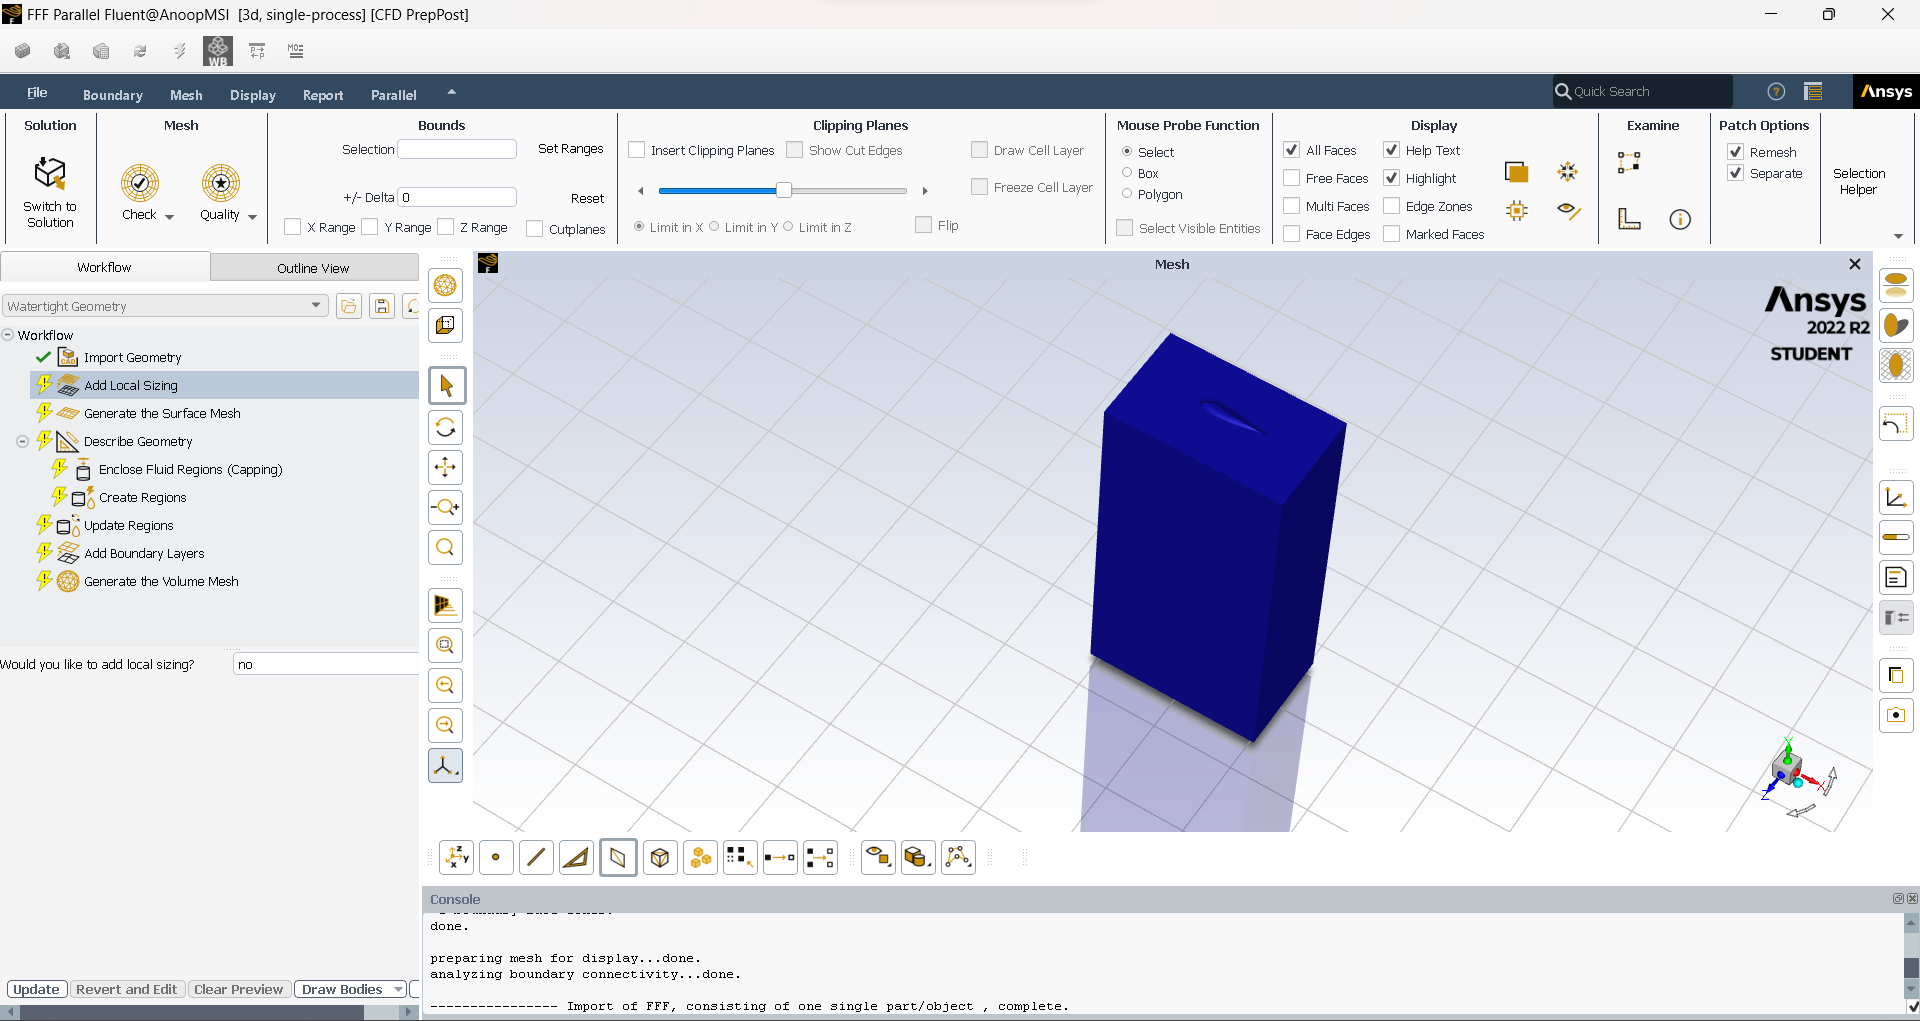 FFF Parallel Fluent@AnoopMSI [3d, single-process] [CFD PrepPost]
WB
File Boundary Mesh Display Report Parallel Quick Search Ansys
Solution Mesh Bounds Clipping Planes Mouse Probe Function Display Examine Patch Options
Selection Set Ranges Insert Clipping Planes Show Cut Edges Draw Cell Layer Select All Faces Help Text Remesh
Box Free Faces Highlight Separate Selection Helper
+/- Delta 0 Reset Freeze Cell Layer Polygon Multi Faces Edge Zones
Switch to Solution Check Quality
X Range Y Range Z Range Cutplanes Limit in X Limit in Y Limit in Z Flip Select Visible Entities Face Edges Marked Faces
Workflow Outline View
Mesh
Watertight Geometry
Ansys
2022 R2
STUDENT
Workflow
Import Geometry
Add Local Sizing
Generate the Surface Mesh
Describe Geometry
Enclose Fluid Regions (Capping)
Create Regions
Update Regions
Add Boundary Layers
Generate the Volume Mesh
Would you like to add local sizing? no
Y
X
Z
Console
done.
preparing mesh for display...done.
analyzing boundary connectivity...done.
---------------- Import of FFF, consisting of one single part/object , complete.
Update Revert and Edit Clear Preview Draw Bodies